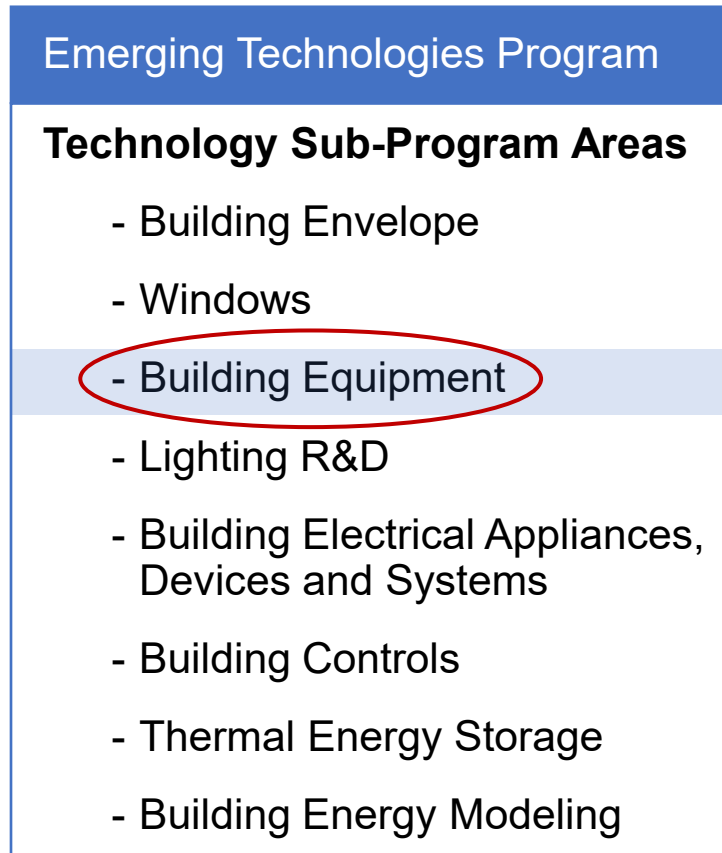 Emerging Technologies Program
Technology Sub-Program Areas
- Building Envelope
- Windows
- Building Equipment
- Lighting R&D
- Building Electrical Appliances,
Devices and Systems
- Building Controls
- Thermal Energy Storage
- Building Energy Modeling